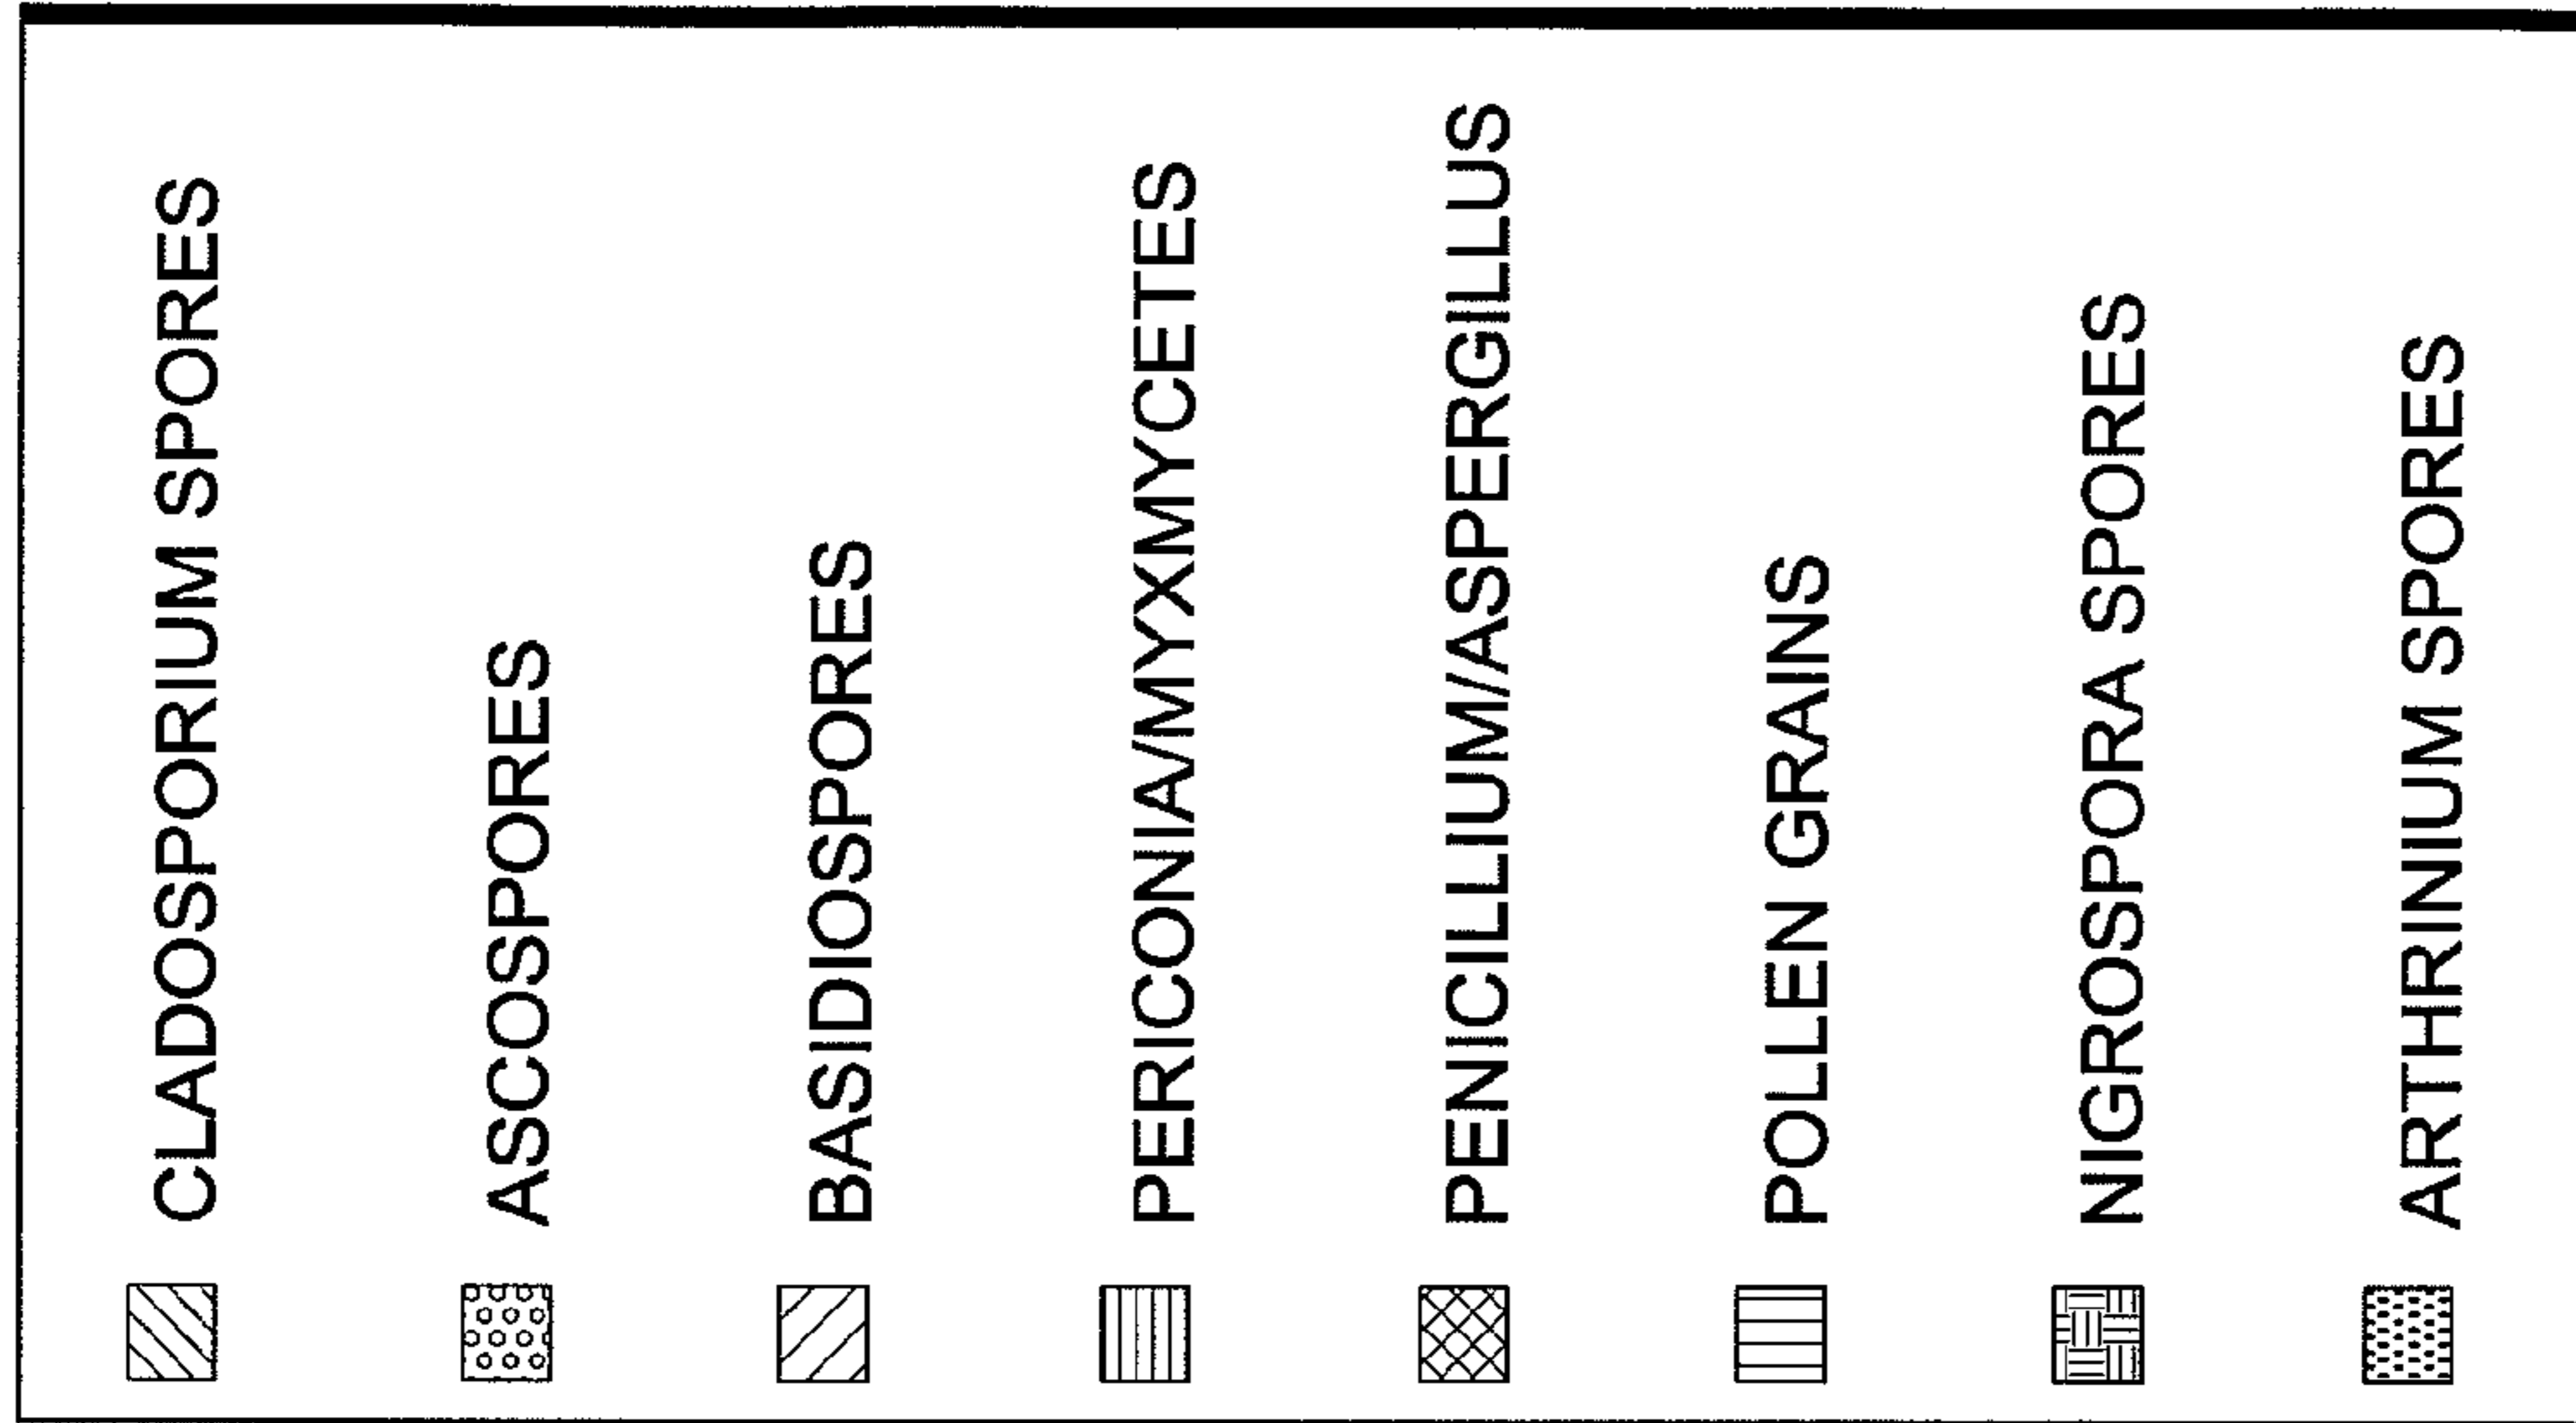 CLADOSPORIUM SPORES
ASCOSPORES
BASIDIOSPORES
PERICONIA/MYXMYCETES
PENICILLIUM/ASPERGILLUS
POLLEN GRAINS
NIGROSPORA SPORES
ARTHRINIUM SPORES